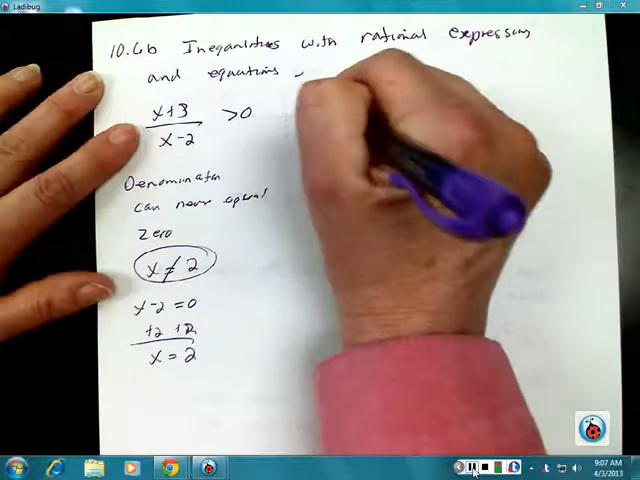 Ladibug
10.6b Inequalities with rational expressions
and equations
x+3
x-2
>0
Denominator
can never equal
zero
x ≠ 2
x-2 = 0
+2 +2
x = 2
9:07 AM
4/3/2013